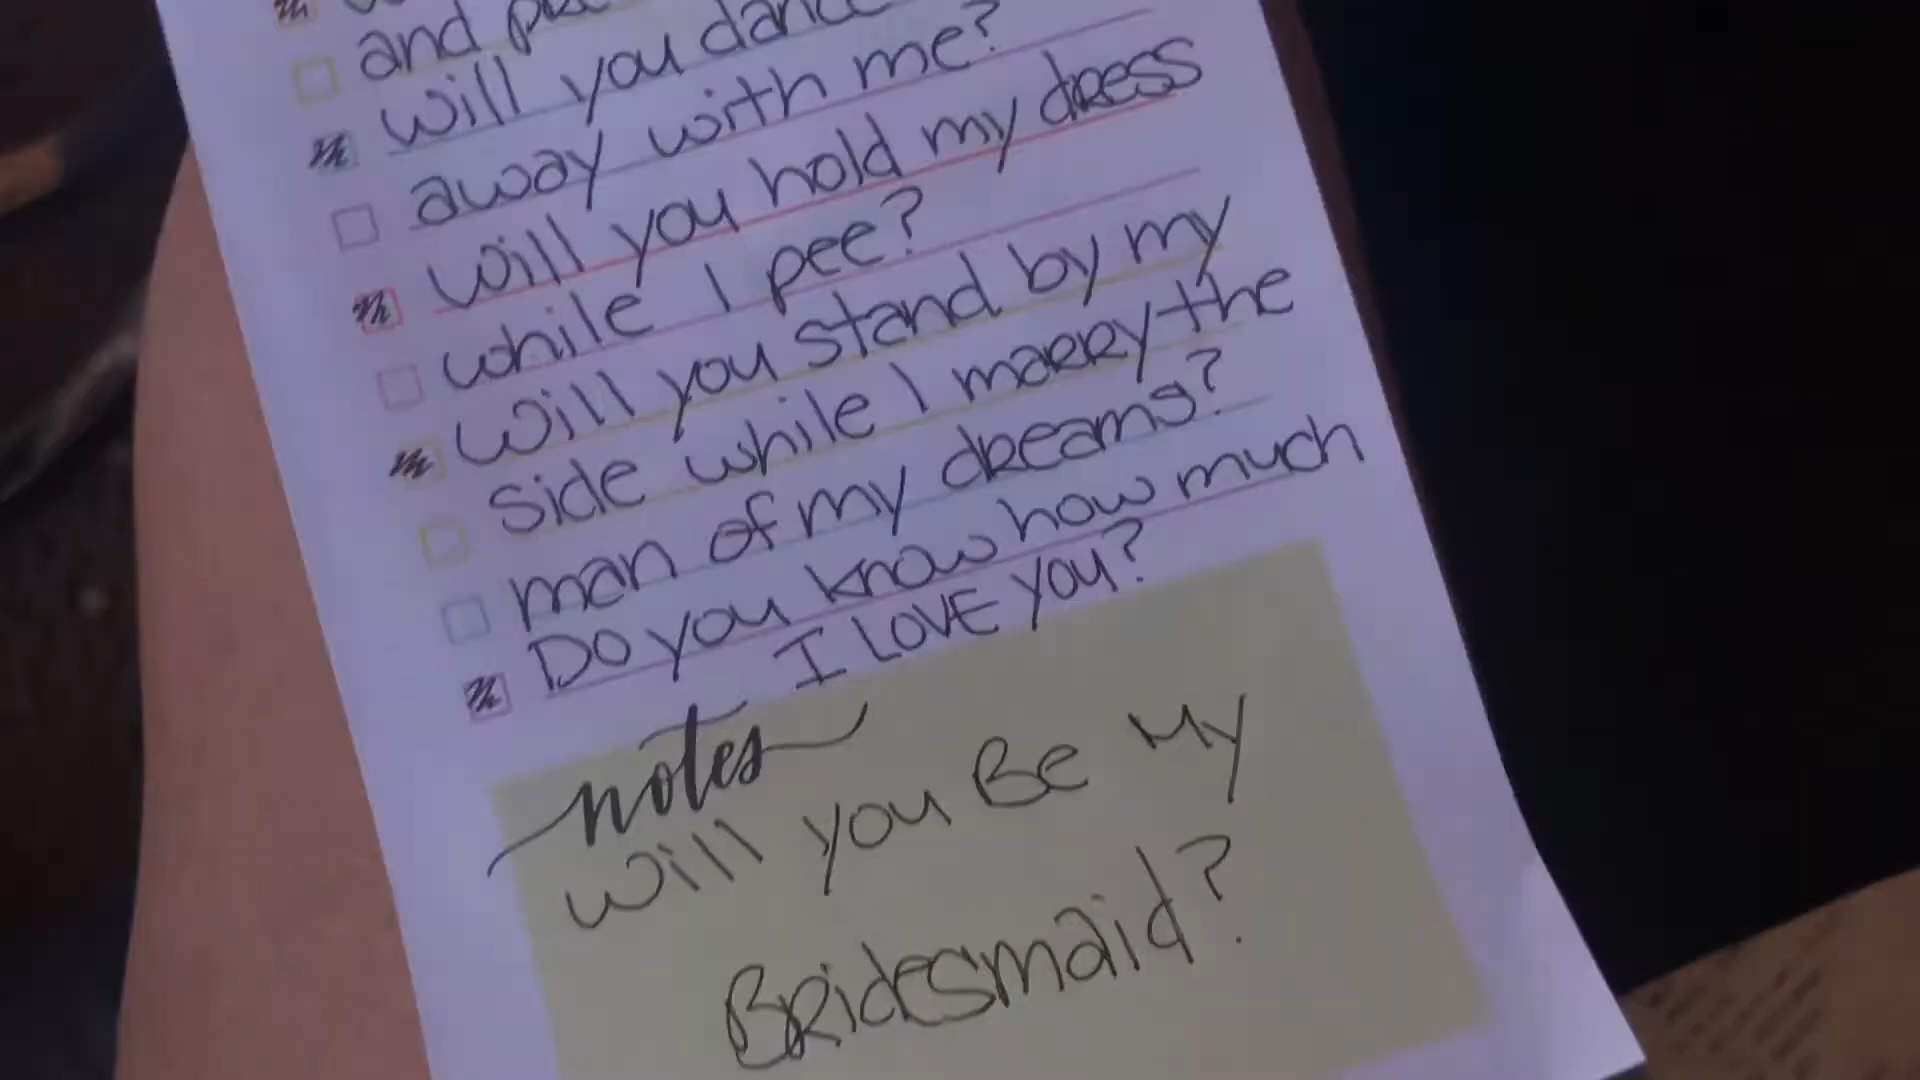 and
will you dance
away with me?
will you hold my dress
while I pee?
will you stand by my
side while I marry the
man of my dreams?
Do you know how much
I LOVE YOU?
notes
will you Be My
Bridesmaid?